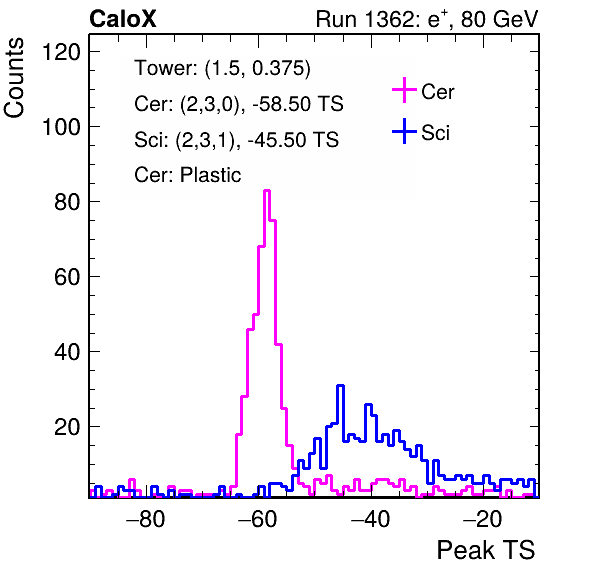 CaloX Run 1362: e⁺, 80 GeV
Counts
120
100
80
60
40
20
Tower: (1.5, 0.375)
Cer: (2,3,0), -58.50 TS
Sci: (2,3,1), -45.50 TS
Cer: Plastic
Cer
Sci
−80 −60 −40 −20
Peak TS